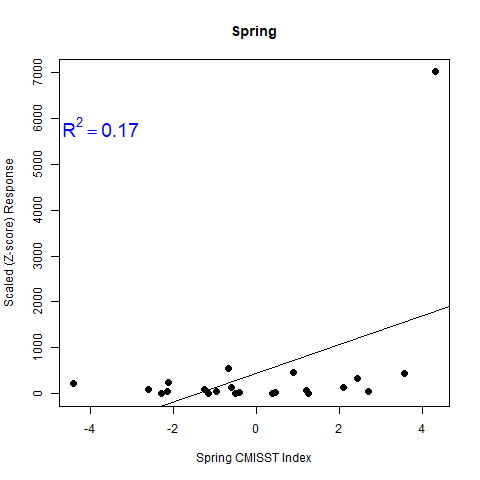 Spring
Scaled (Z-score) Response
7000
6000
5000
4000
3000
2000
1000
0
R² = 0.17
-4 -2 0 2 4
Spring CMISST Index